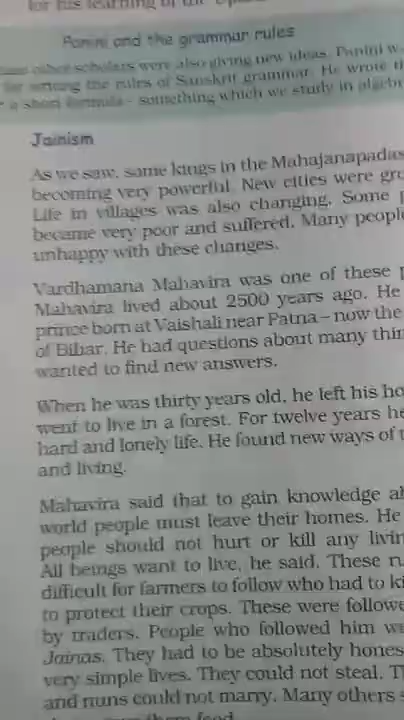 for his learning of the
Panini and the grammar rules
other scholars were also giving new ideas. Panini
the rules of Sanskrit grammar. He wrote
a short formula – something which we study in
Jainism
As we saw, some kings in the Mahajanapadas
becoming very powerful. New cities were
Life in villages was also changing. Some
became very poor and suffered. Many
unhappy with these changes.
Vardhamana Mahavira was one of these
Mahavira lived about 2500 years ago. He
prince born at Vaishali near Patna – now the
of Bihar. He had questions about many
wanted to find new answers.
When he was thirty years old, he left his
went to live in a forest. For twelve years
hard and lonely life. He found new ways of
and living.
Mahavira said that to gain knowledge
world people must leave their homes. He
people should not hurt or kill any
All beings want to live, he said. These
difficult for farmers to follow who had to
to protect their crops. These were
by traders. People who followed him
Jainas. They had to be absolutely
very simple lives. They could not steal.
and nuns could not marry. Many others
them food